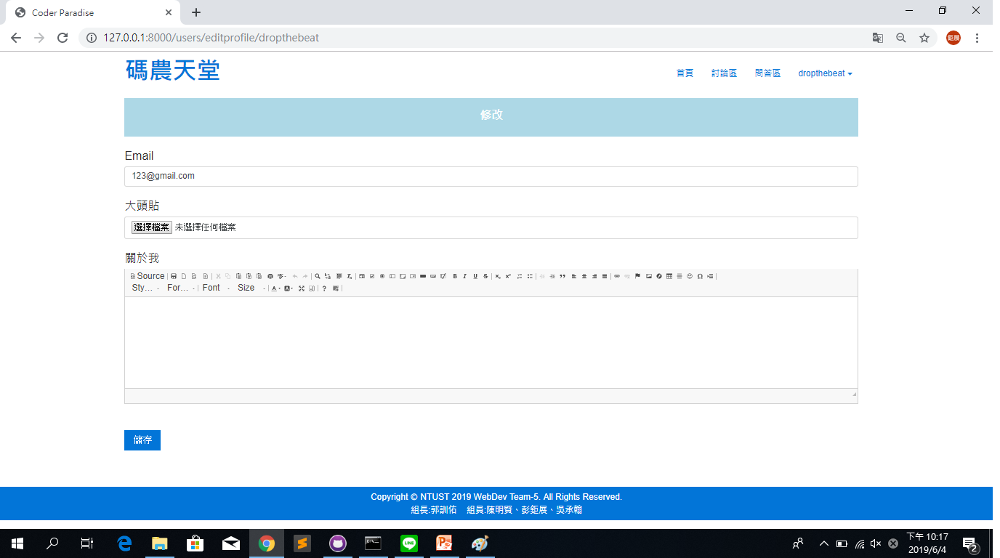 Coder Paradise
127.0.0.1:8000/users/editprofile/dropthebeat
鉅展
碼農天堂
首頁 討論區 問答區 dropthebeat
修改
Email
123@gmail.com
大頭貼
選擇檔案 未選擇任何檔案
關於我
Source
Sty... For... Font Size
儲存
Copyright © NTUST 2019 WebDev Team-5. All Rights Reserved.
組長:郭訓佑 組員:陳明賢、彭鉅展、吳承翰
下午 10:17
2019/6/4
2